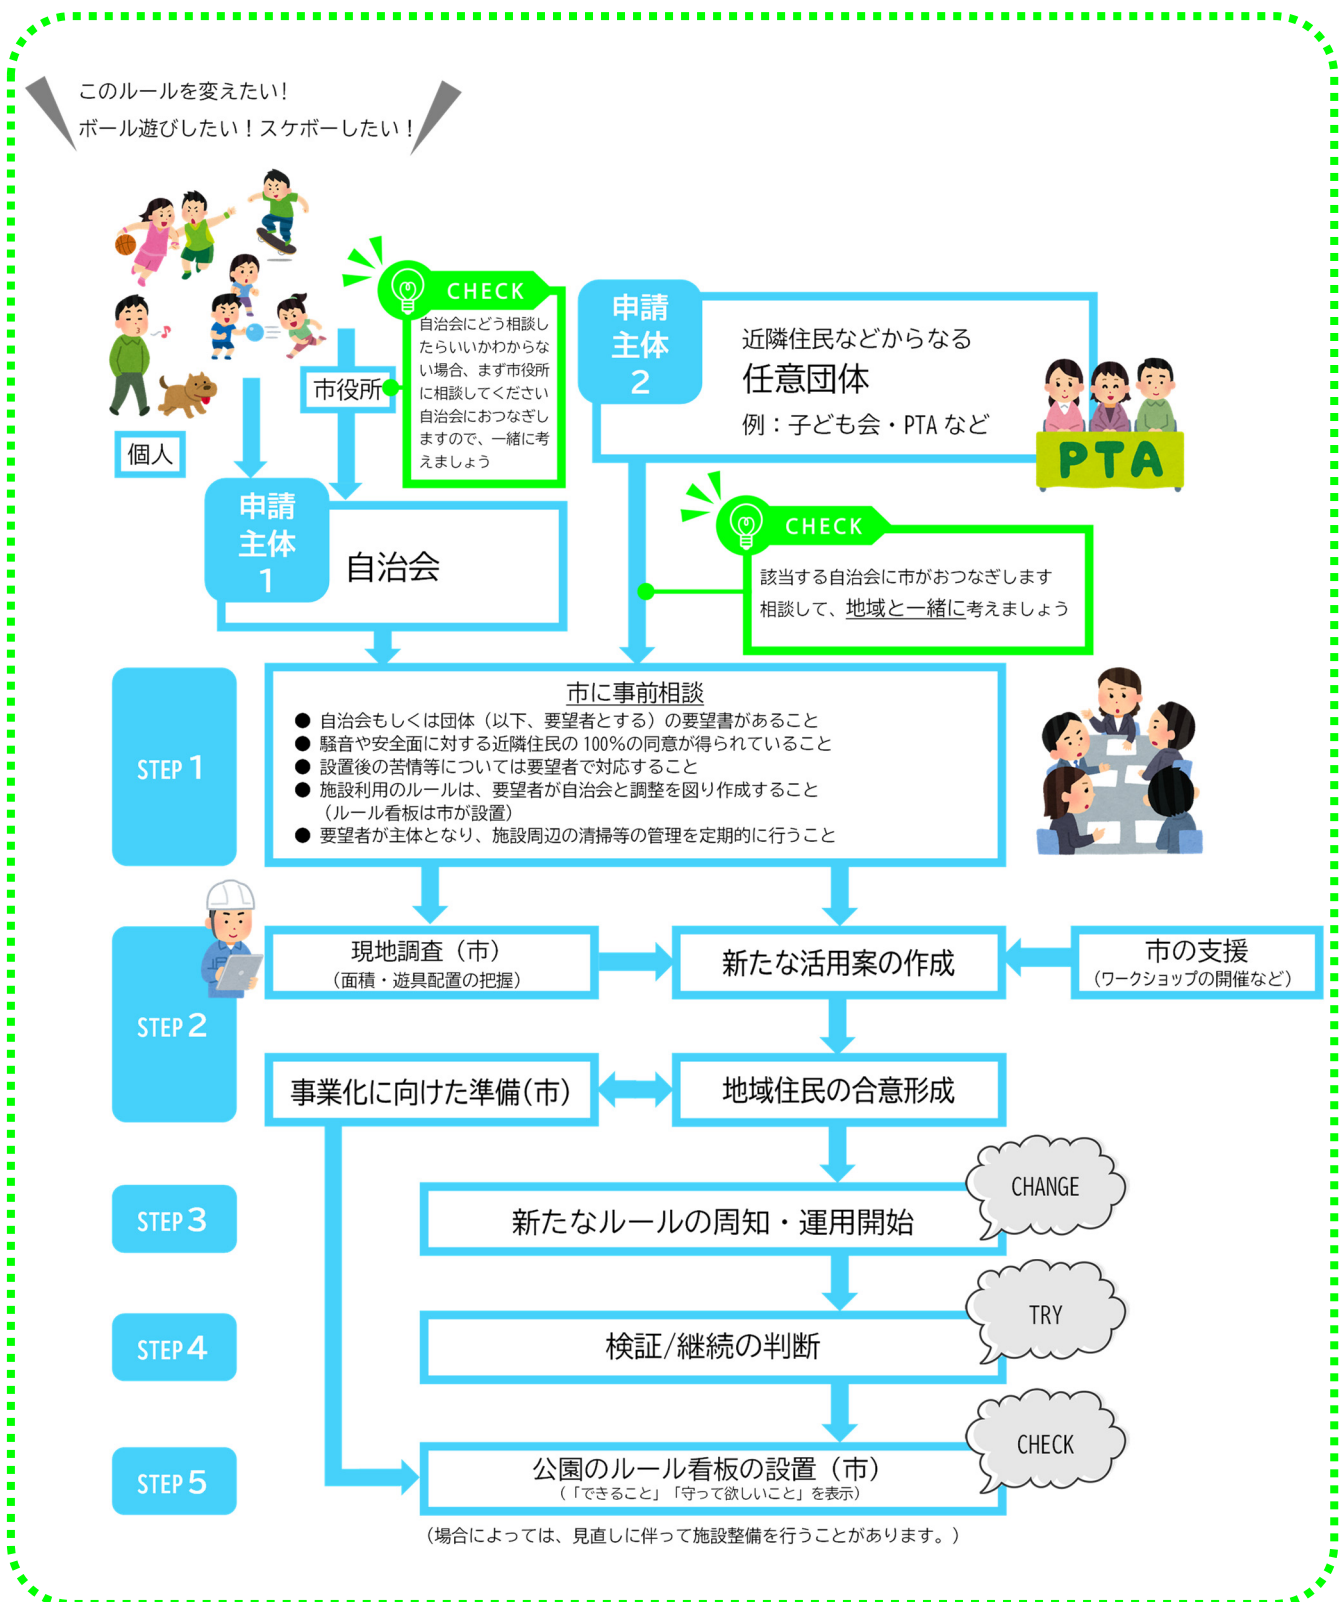 このルールを変えたい！
ボール遊びしたい！スケボーしたい！
CHECK
自治会にどう相談し
たらいいかわからな
い場合、まず市役所
に相談してください
自治会におつなぎし
ますので、一緒に考
えましょう
市役所
個人
申請
主体
1
自治会
申請
主体
2
近隣住民などからなる
任意団体
例：子ども会・PTA など
PTA
CHECK
該当する自治会に市がおつなぎします
相談して、地域と一緒に考えましょう
STEP 1
市に事前相談
● 自治会もしくは団体（以下、要望者とする）の要望書があること
● 騒音や安全面に対する近隣住民の 100％の同意が得られていること
● 設置後の苦情等については要望者で対応すること
● 施設利用のルールは、要望者が自治会と調整を図り作成すること
（ルール看板は市が設置）
● 要望者が主体となり、施設周辺の清掃等の管理を定期的に行うこと
STEP 2
現地調査（市）
（面積・遊具配置の把握）
新たな活用案の作成
市の支援
（ワークショップの開催など）
事業化に向けた準備(市)
地域住民の合意形成
STEP 3
新たなルールの周知・運用開始
CHANGE
STEP 4
検証/継続の判断
TRY
STEP 5
公園のルール看板の設置（市）
（「できること」「守って欲しいこと」を表示）
CHECK
（場合によっては、見直しに伴って施設整備を行うことがあります。）